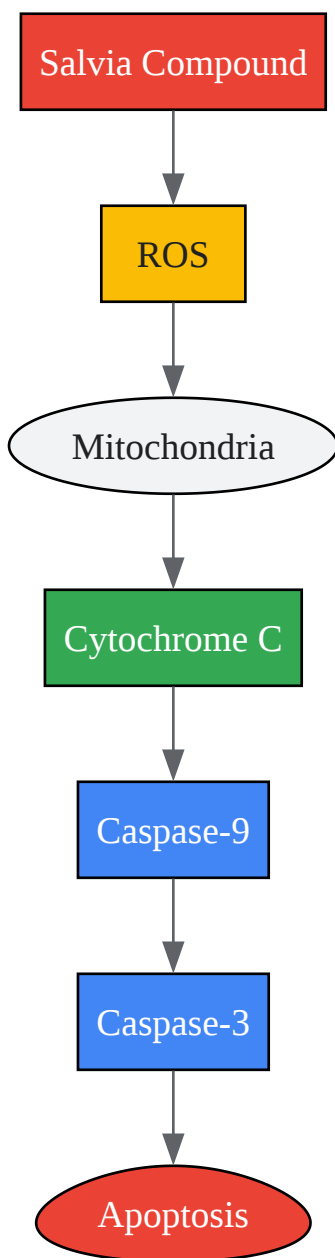 Salvia Compound
ROS
Mitochondria
Cytochrome C
Caspase-9
Caspase-3
Apoptosis